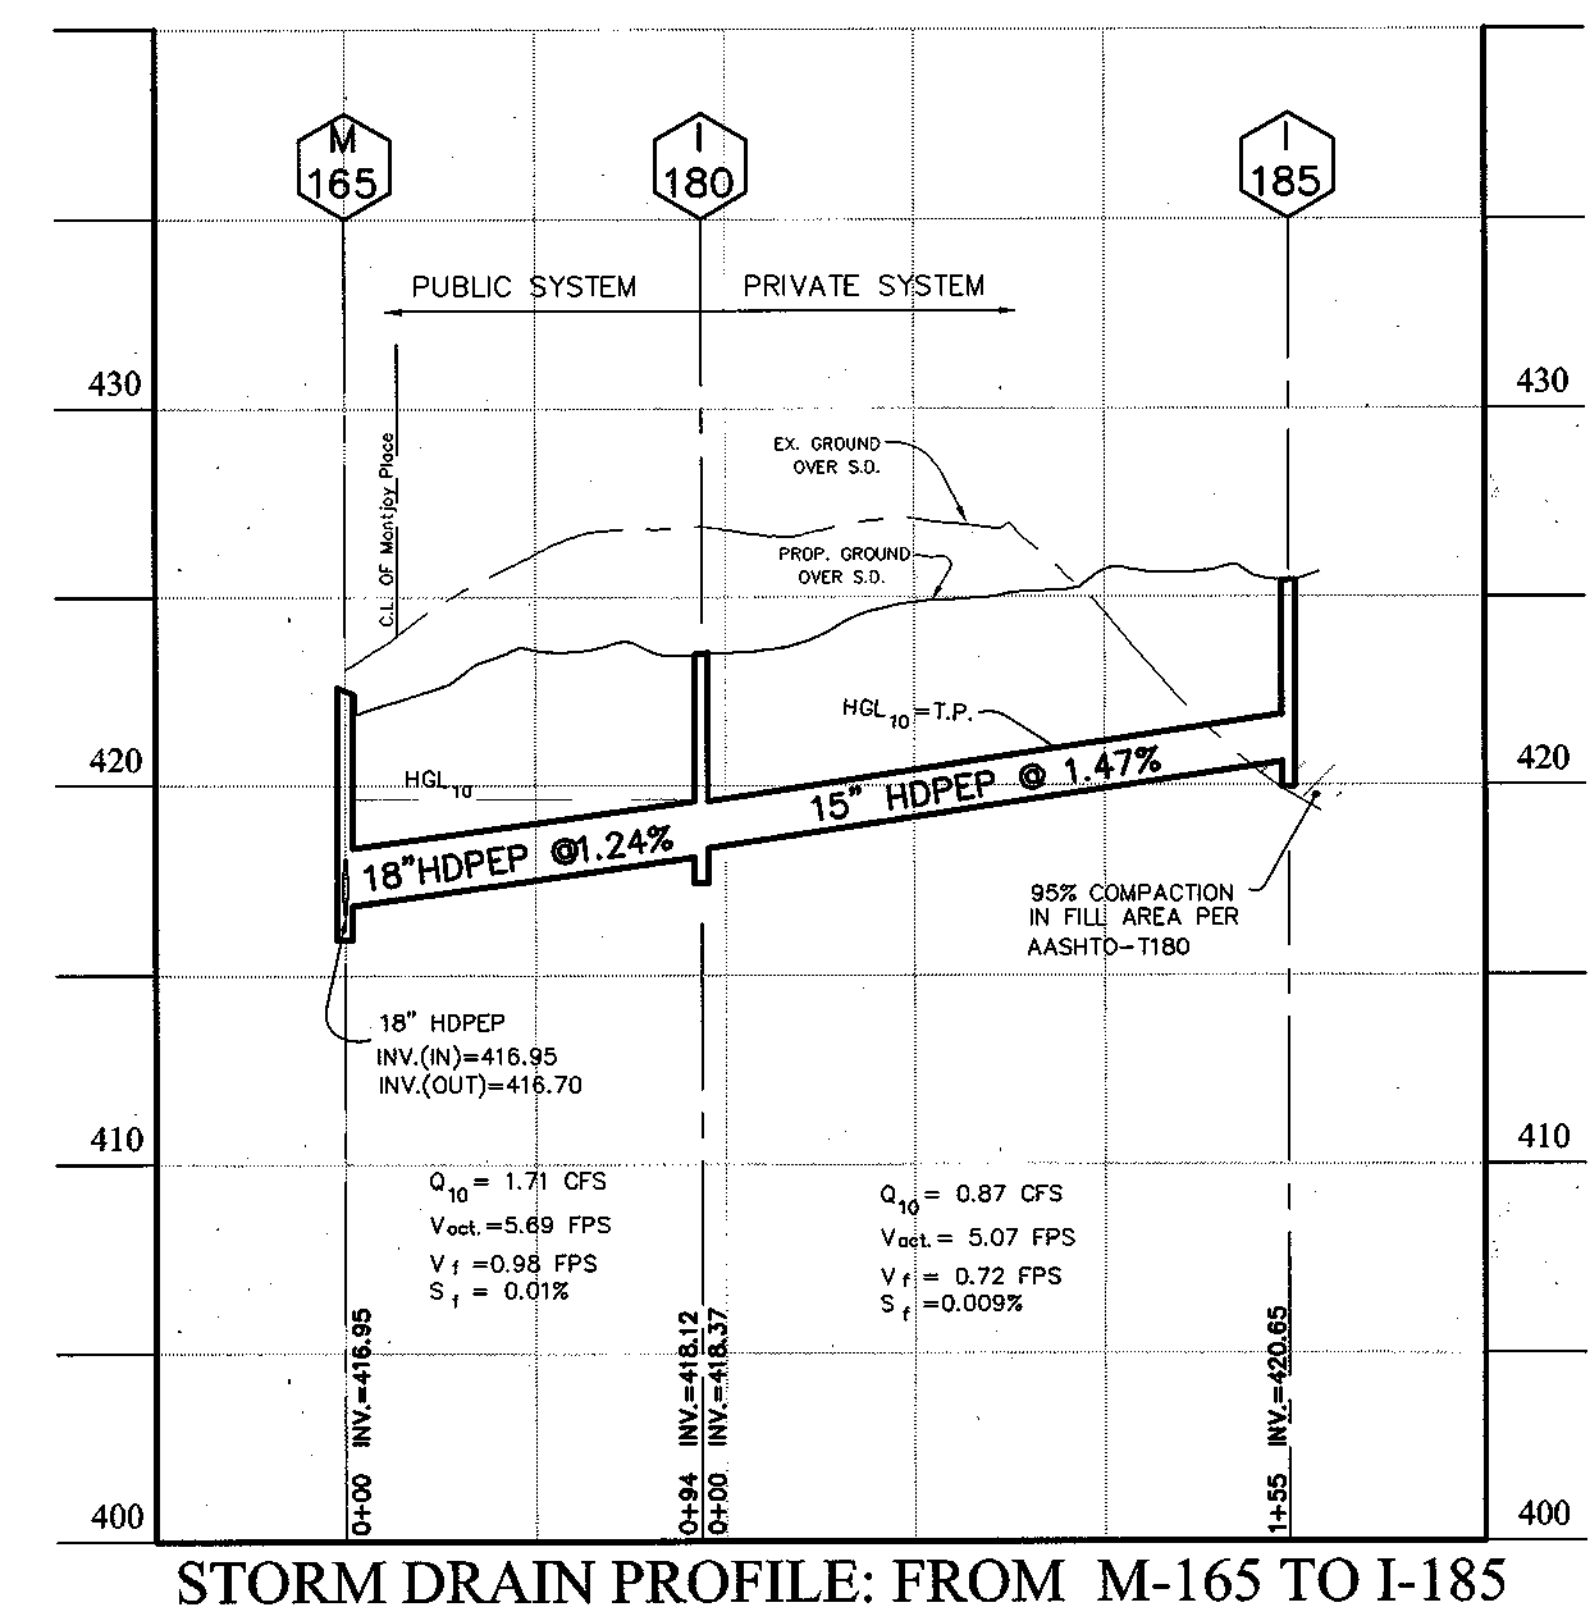 M
165
I
180
I
185
PUBLIC SYSTEM
PRIVATE SYSTEM
430
430
C.L. OF Montjoy Place
EX. GROUND
OVER S.D.
PROP. GROUND
OVER S.D.
HGL10=T.P.
420
420
HGL10
18"HDPEP @1.24%
15" HDPEP @ 1.47%
95% COMPACTION
IN FILL AREA PER
AASHTO-T180
18" HDPEP
INV.(IN)=416.95
INV.(OUT)=416.70
410
410
Q10= 1.71 CFS
Vact.=5.69 FPS
Vf=0.98 FPS
Sf = 0.01%
Q10= 0.87 CFS
Vact.= 5.07 FPS
Vf= 0.72 FPS
Sf=0.009%
0+00 INV.=416.95
0+94 INV.=418.12
0+00 INV.=418.37
1+55 INV.=420.65
400
400
STORM DRAIN PROFILE: FROM M-165 TO I-185